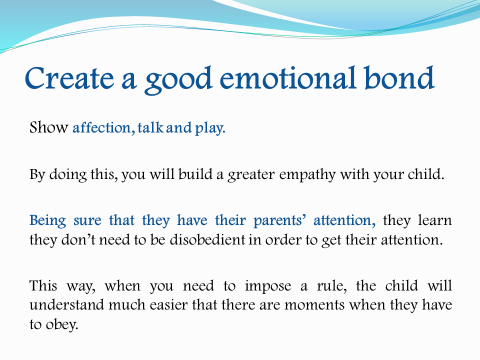 Create a good emotional bond
Show affection, talk and play.
By doing this, you will build a greater empathy with your child.
Being sure that they have their parents' attention, they learn
they don't need to be disobedient in order to get their attention.
This way, when you need to impose a rule, the child will
understand much easier that there are moments when they have
to obey.